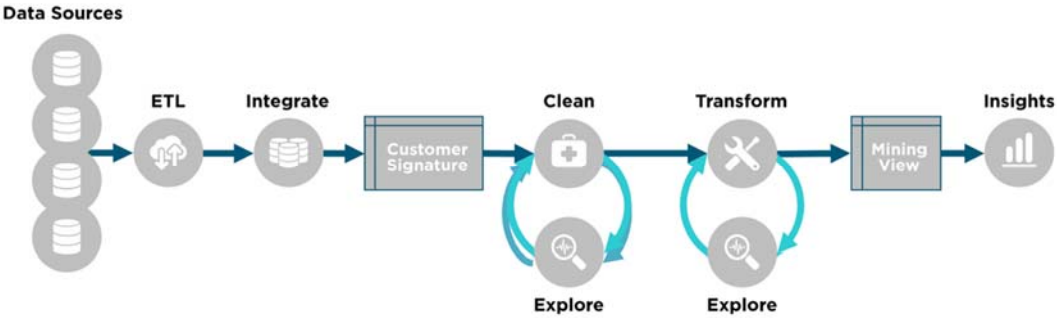 Data Sources
ETL
Integrate
Customer
Signature
Clean
Transform
Mining
View
Insights
Explore
Explore